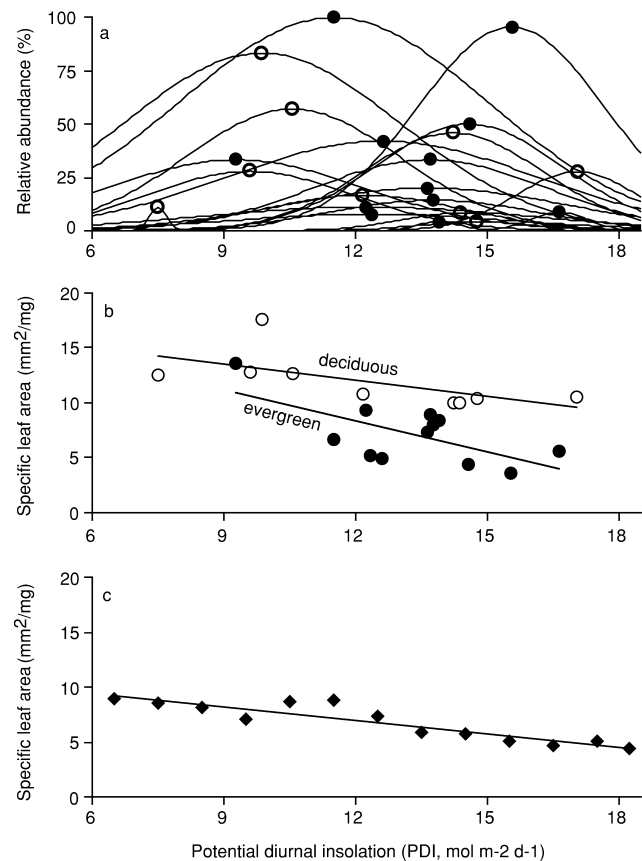 100
a
75
50
25
0
Relative abundance (%)
6 9 12 15 18
20
b
15
10
5
0
Specific leaf area (mm2/mg)
deciduous
evergreen
6 9 12 15 18
20
c
15
10
5
0
Specific leaf area (mm2/mg)
6 9 12 15 18
Potential diurnal insolation (PDI, mol m-2 d-1)